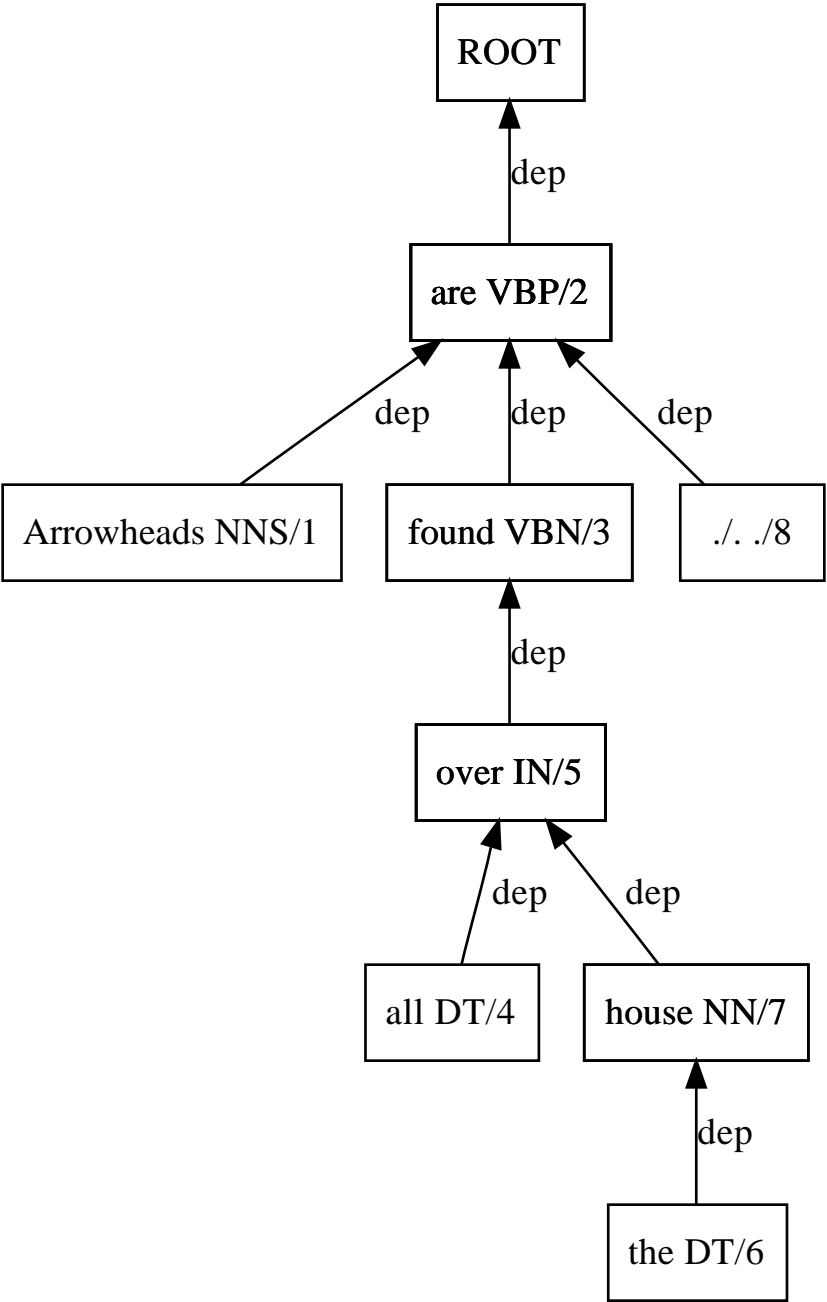 ROOT
dep
are VBP/2
dep dep dep
Arrowheads NNS/1 found VBN/3 ./. ./8
dep
over IN/5
dep dep
all DT/4 house NN/7
dep
the DT/6